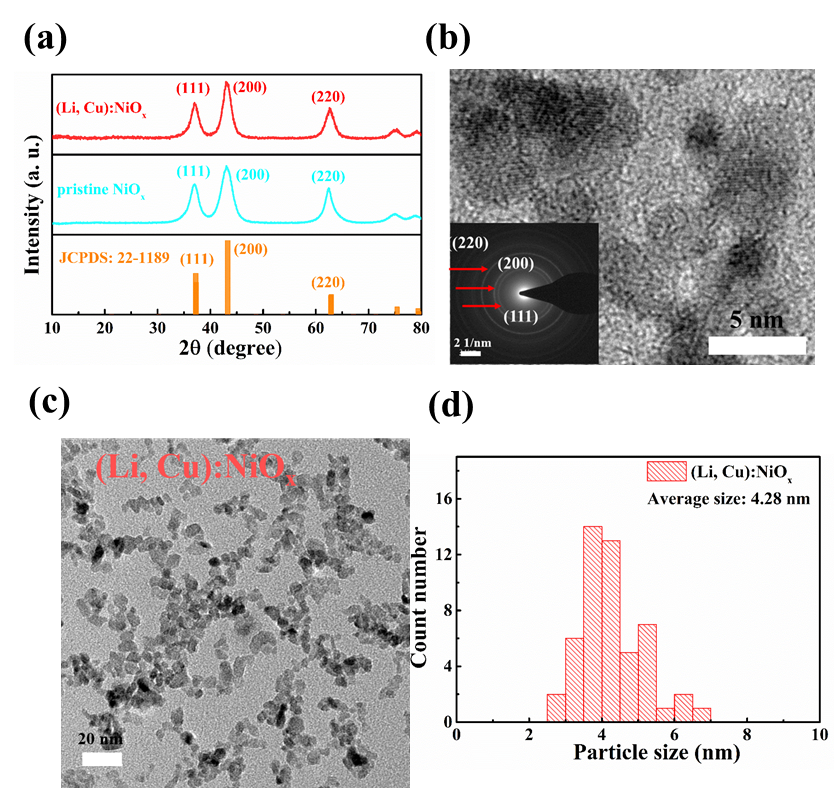 (a)
(Li, Cu):NiOx
(111)
(200)
(220)
pristine NiOx
(111)
(200)
(220)
JCPDS: 22-1189
(111)
(200)
(220)
Intensity (a. u.)
10 20 30 40 50 60 70 80
2θ (degree)
(b)
(220)
(200)
(111)
2 1/nm
5 nm
(c)
(Li, Cu):NiOx
20 nm
(d)
(Li, Cu):NiOx
Average size: 4.28 nm
Count number
16
12
8
4
0
0 2 4 6 8 10
Particle size (nm)